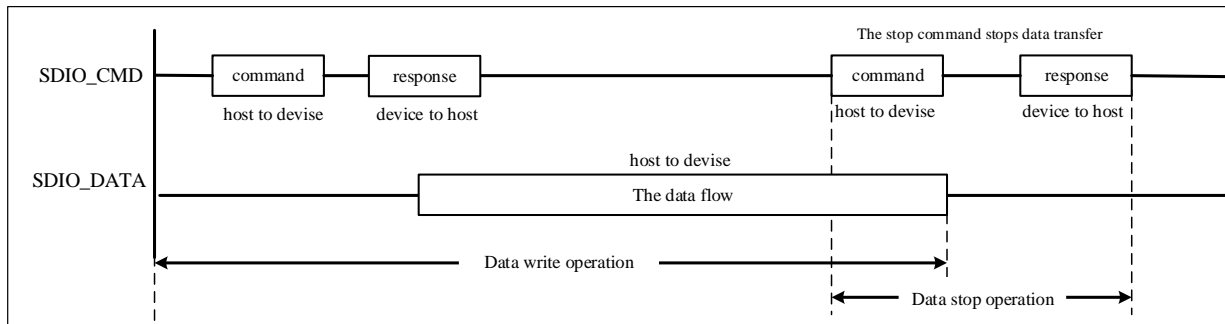 The stop command stops data transfer
SDIO_CMD
command
response
command
response
host to devise
device to host
host to devise
device to host
host to devise
SDIO_DATA
The data flow
Data write operation
Data stop operation